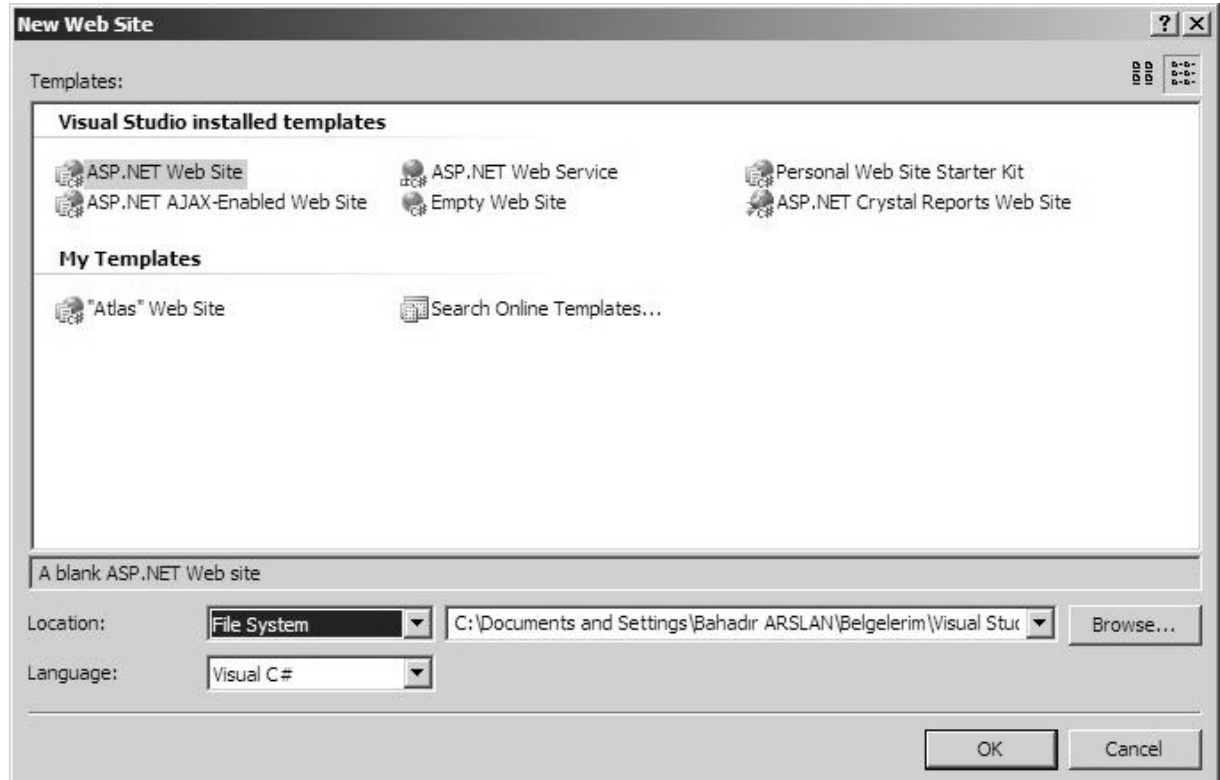 New Web Site
Templates:
Visual Studio installed templates
ASP.NET Web Site ASP.NET Web Service Personal Web Site Starter Kit
ASP.NET AJAX-Enabled Web Site Empty Web Site ASP.NET Crystal Reports Web Site
My Templates
"Atlas" Web Site Search Online Templates...
A blank ASP.NET Web site
Location: File System C:\Documents and Settings\Bahadır ARSLAN\Belgelerim\Visual Stuc Browse...
Language: Visual C#
OK Cancel